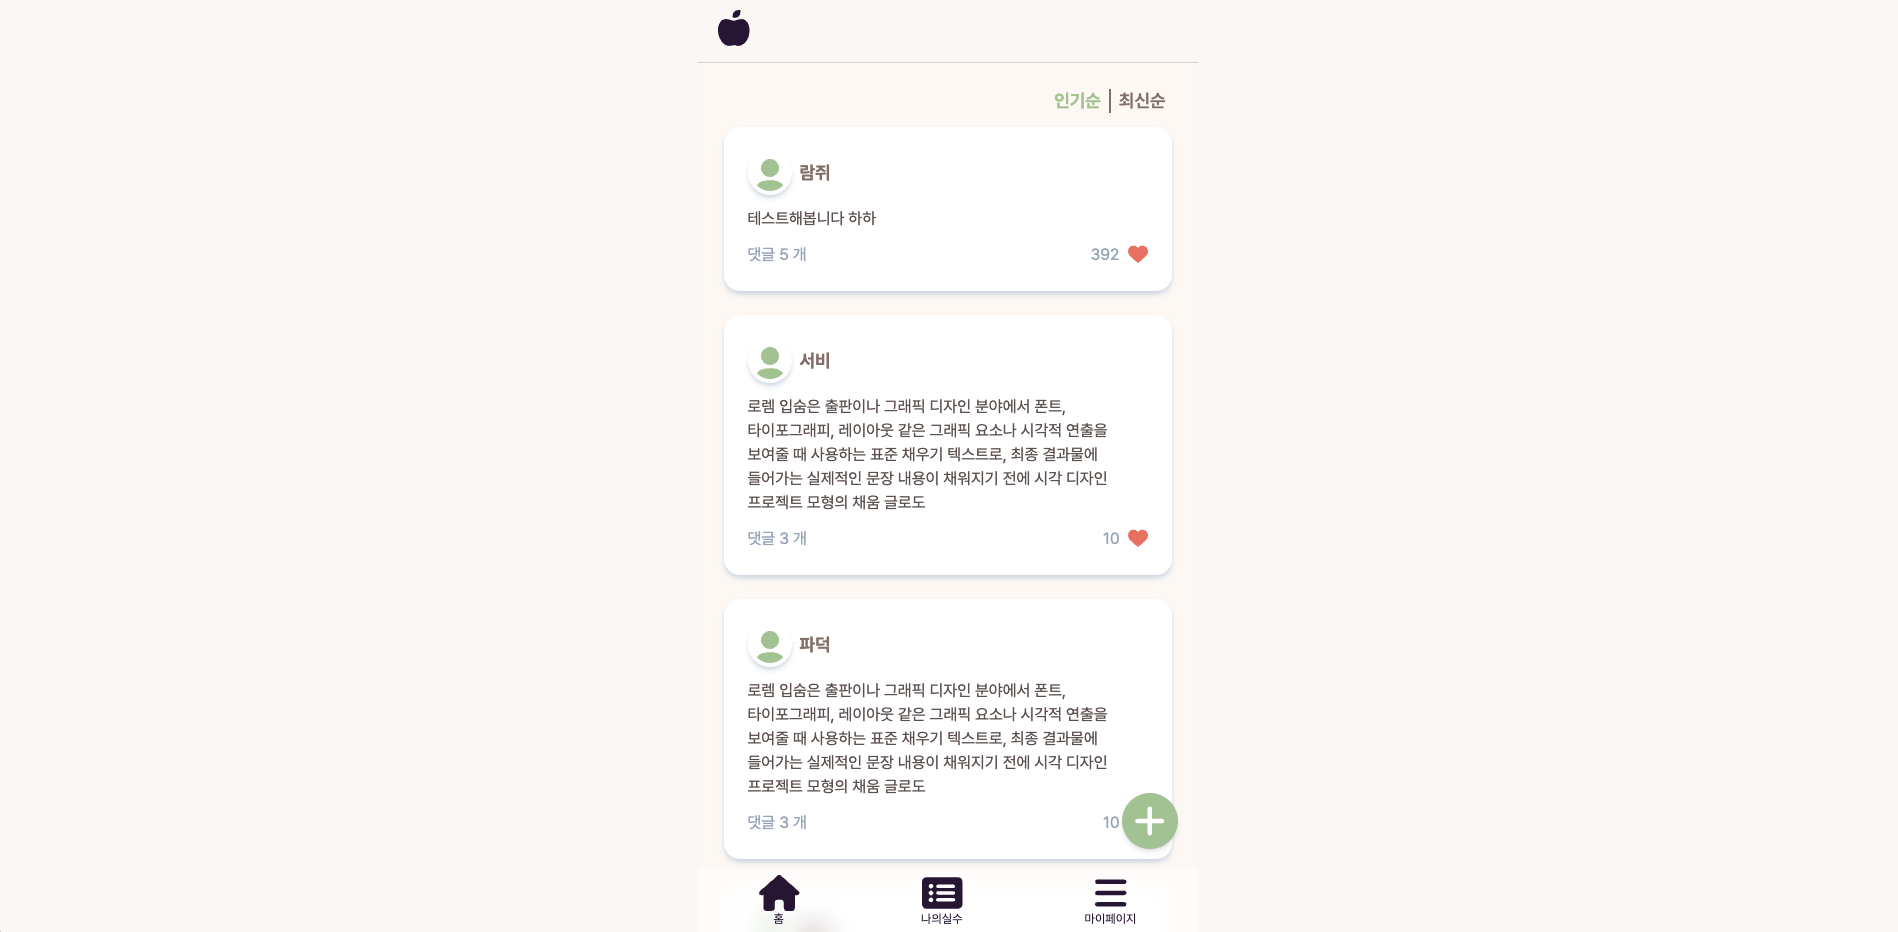 인기순 | 최신순
람쥐
테스트해봅니다 하하
댓글 5 개 392
서비
로렘 입숨은 출판이나 그래픽 디자인 분야에서 폰트,
타이포그래피, 레이아웃 같은 그래픽 요소나 시각적 연출을
보여줄 때 사용하는 표준 채우기 텍스트로, 최종 결과물에
들어가는 실제적인 문장 내용이 채워지기 전에 시각 디자인
프로젝트 모형의 채움 글로도
댓글 3 개 10
파덕
로렘 입숨은 출판이나 그래픽 디자인 분야에서 폰트,
타이포그래피, 레이아웃 같은 그래픽 요소나 시각적 연출을
보여줄 때 사용하는 표준 채우기 텍스트로, 최종 결과물에
들어가는 실제적인 문장 내용이 채워지기 전에 시각 디자인
프로젝트 모형의 채움 글로도
댓글 3 개 10
홈 나의실수 마이페이지